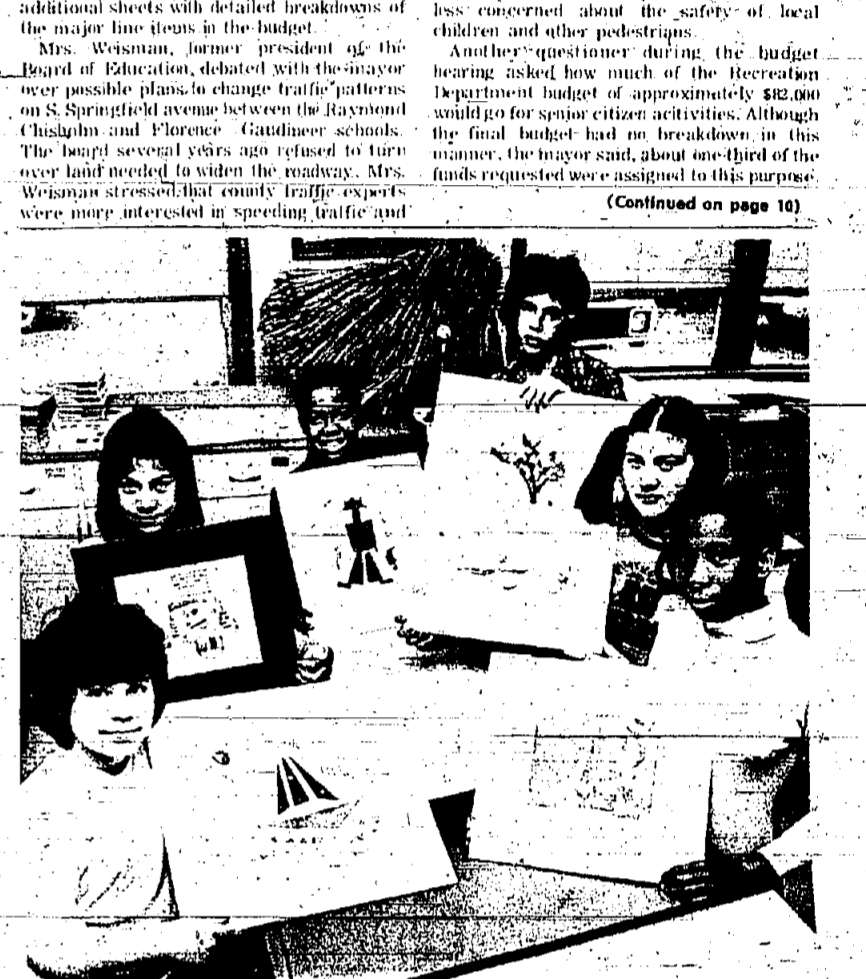 additional sheets with detailed breakdowns of
the major line items in the budget.
Mrs. Weisman, former president of the
Board of Education, debated with the mayor
over possible plans to change traffic patterns
on S. Springfield avenue between the Raymond
Chisholm and Florence Gaudineer schools.
The board several years ago refused to turn
over land needed to widen the roadway. Mrs.
Weisman stressed that county traffic experts
were more interested in speeding traffic and
less concerned about the safety of local
children and other pedestrians.
Another questioner during the budget
hearing asked how much of the Recreation
Department budget of approximately $82,000
would go for senior citizen acitivities. Although
the final budget had no breakdown in this
manner, the mayor said, about one-third of the
funds requested were assigned to this purpose.
(Continued on page 10)